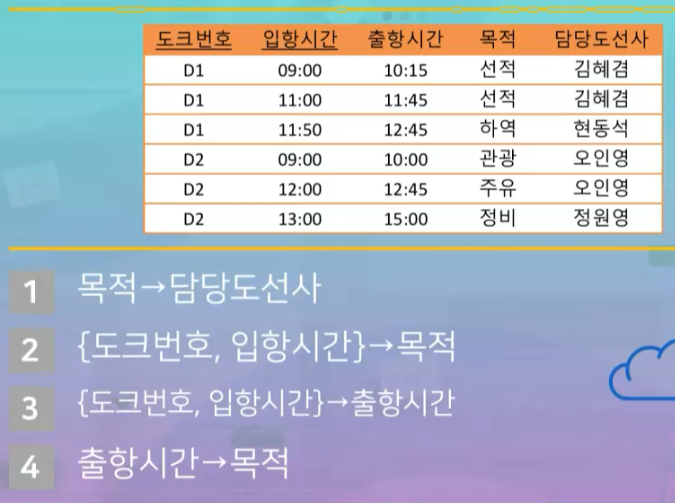 도크번호 입항시간 출항시간 목적 담당도선사
D1 09:00 10:15 선적 김혜겸
D1 11:00 11:45 선적 김혜겸
D1 11:50 12:45 하역 현동석
D2 09:00 10:00 관광 오인영
D2 12:00 12:45 주유 오인영
D2 13:00 15:00 정비 정원영
1 목적→담당도선사
2 {도크번호, 입항시간}→목적
3 {도크번호, 입항시간}→출항시간
4 출항시간→목적